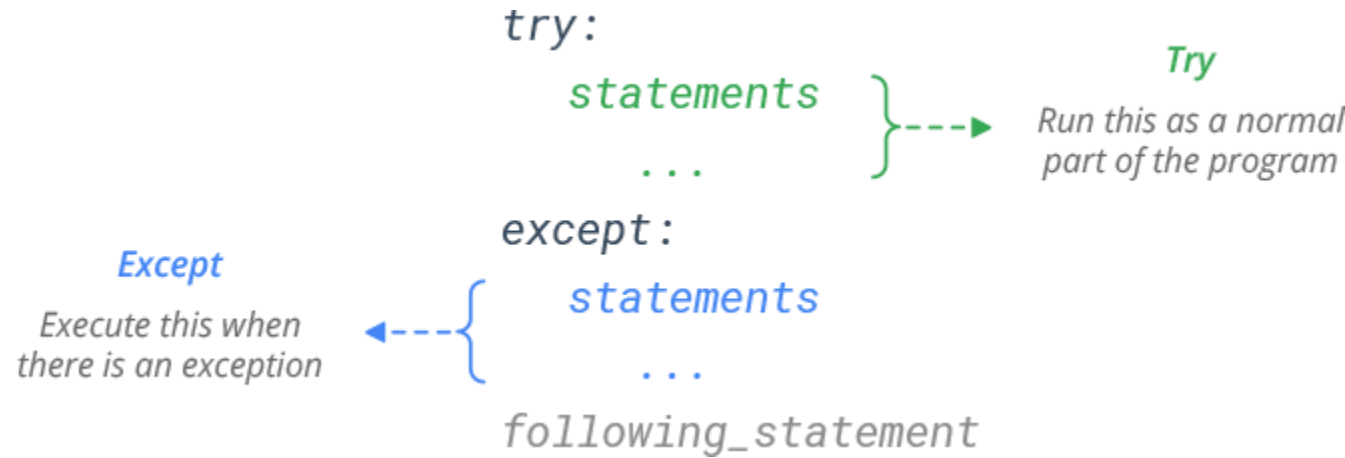 try:
Try
statements
Run this as a normal
part of the program
...
except:
Except
statements
Execute this when
there is an exception
...
following_statement